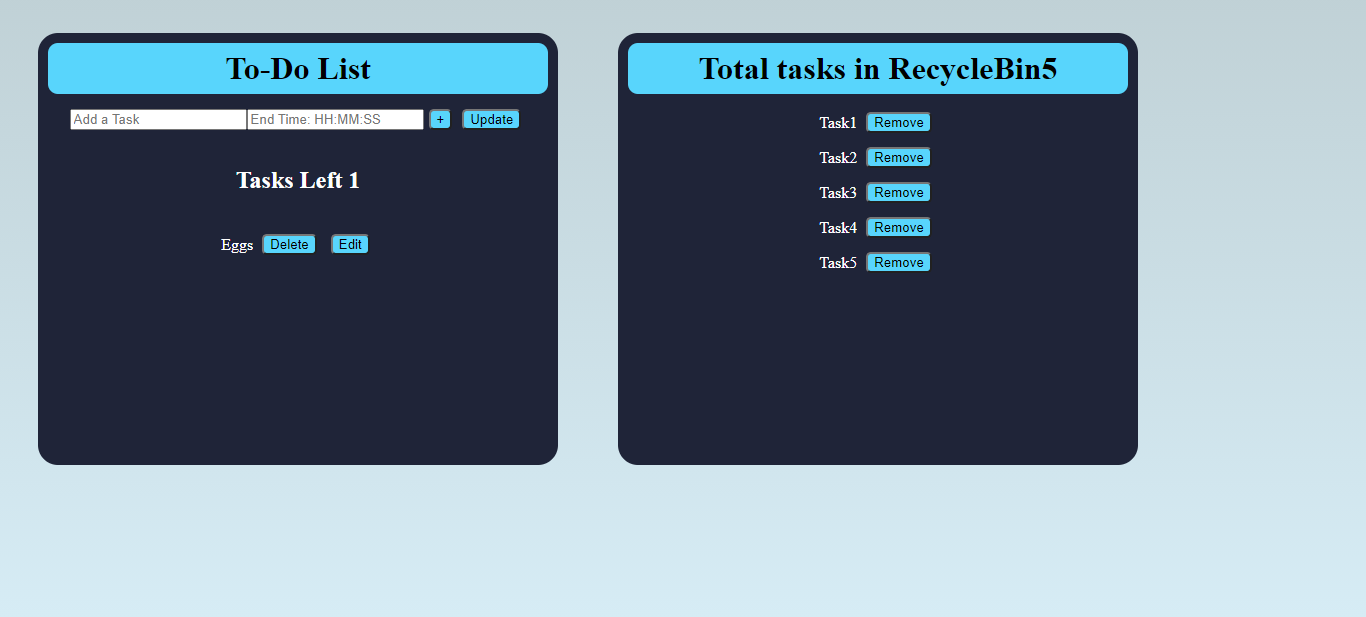 To-Do List
Add a Task End Time: HH:MM:SS + Update
Tasks Left 1
Eggs Delete Edit
Total tasks in RecycleBin5
Task1 Remove
Task2 Remove
Task3 Remove
Task4 Remove
Task5 Remove